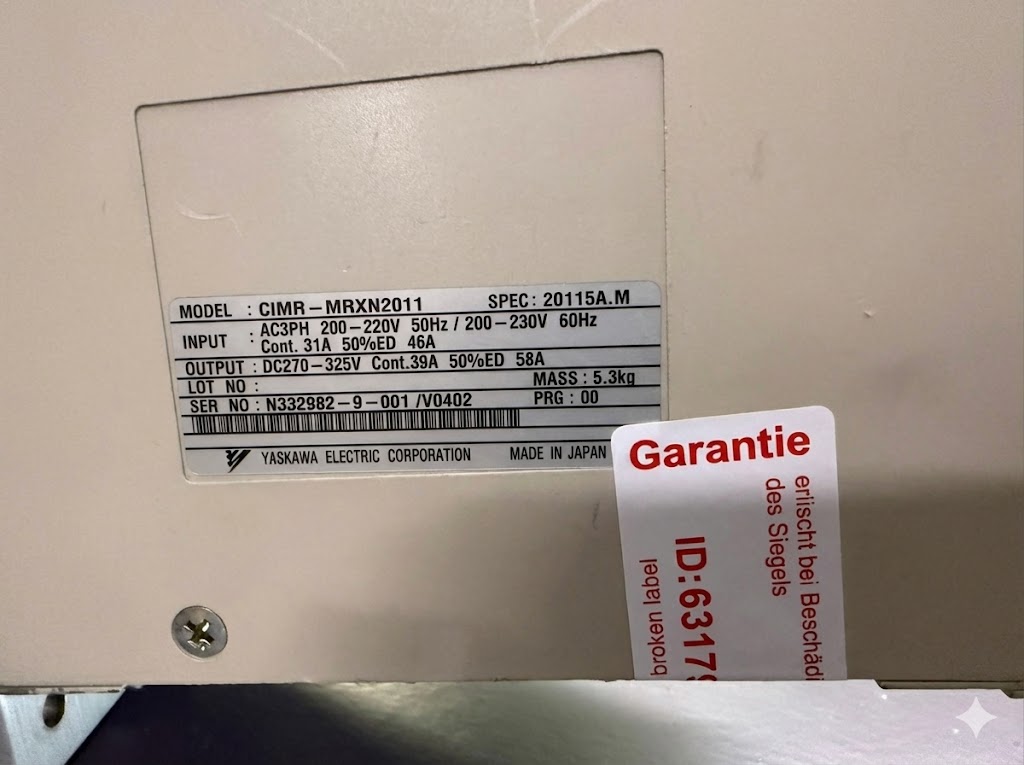 MODEL : CIMR-MRXN2011 SPEC: 20115A.M
INPUT : AC3PH 200-220V 50Hz / 200-230V 60Hz
Cont. 31A 50%ED 46A
OUTPUT : DC270-325V Cont.39A 50%ED 58A
LOT NO : MASS : 5.3kg
SER NO : N332982-9-001 /V0402 PRG : 00
YASKAWA ELECTRIC CORPORATION MADE IN JAPAN
Garantie
erlischt bei Beschädi
des Siegels
ID:6317
broken label